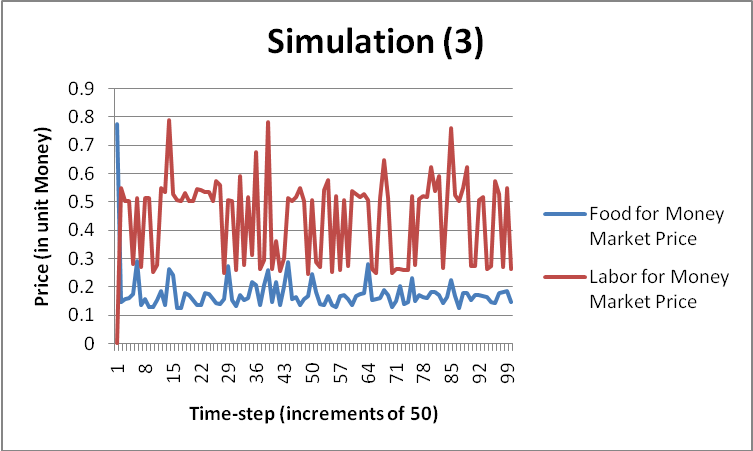 Simulation (3)
0.9
0.8
0.7
0.6
0.5
0.4
0.3
0.2
0.1
0
Price (in unit Money)
1 8 15 22 29 36 43 50 57 64 71 78 85 92 99
Time-step (increments of 50)
Food for Money
Market Price
Labor for Money
Market Price